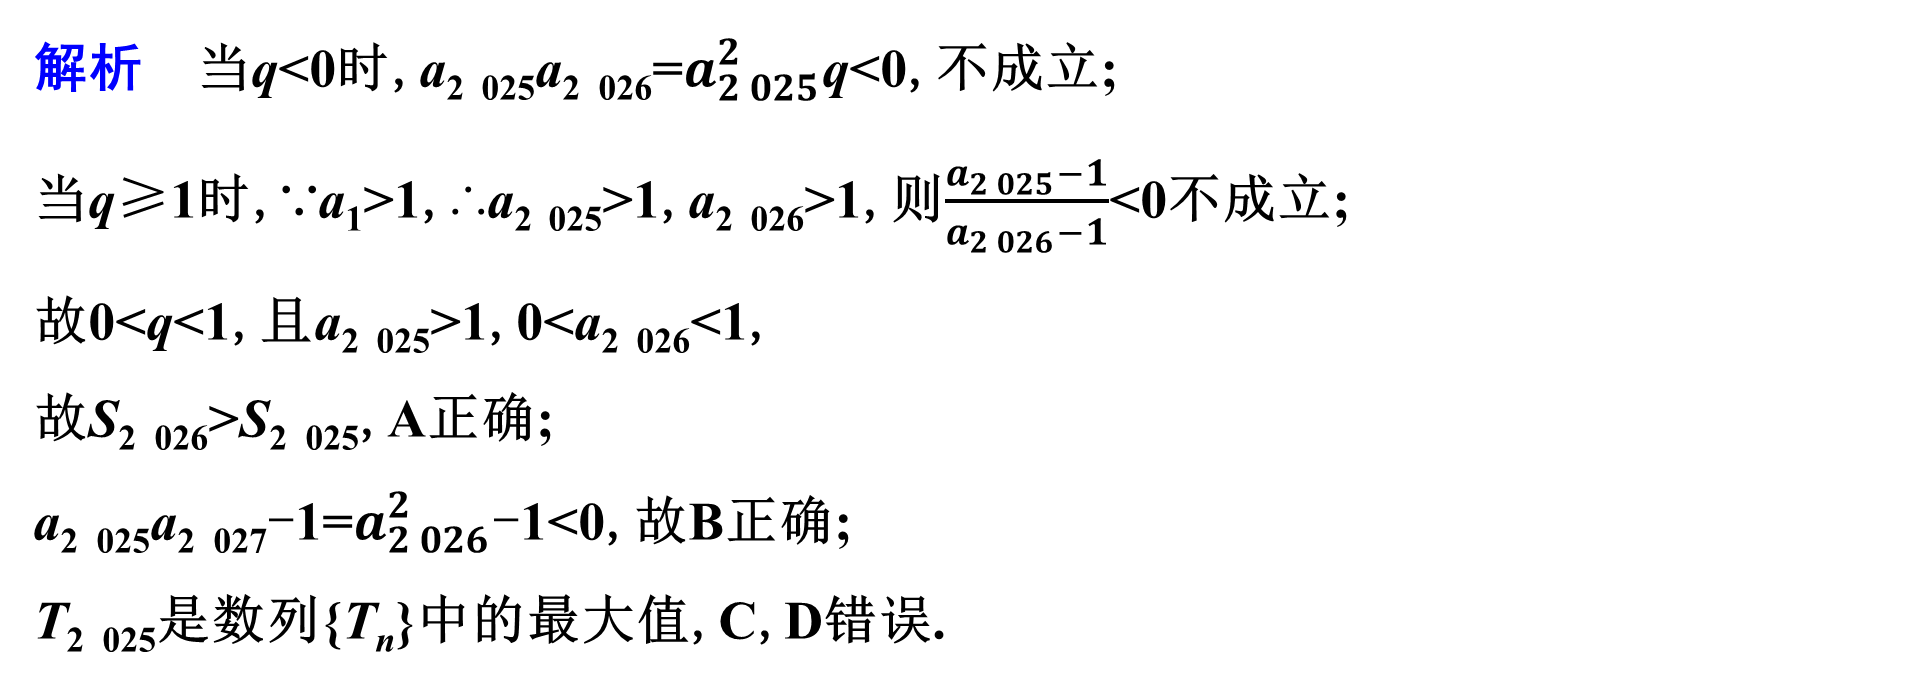 解析 当q<0时, a₂ ₀₂₅a₂ ₀₂₆=a²₂ ₀₂₅q<0, 不成立;
当q≥1时, ∵a₁>1, ∴a₂ ₀₂₅>1, a₂ ₀₂₆>1, 则(a₂ ₀₂₅−1)/(a₂ ₀₂₆−1)<0不成立;
故0<q<1, 且a₂ ₀₂₅>1, 0<a₂ ₀₂₆<1,
故S₂ ₀₂₆>S₂ ₀₂₅, A正确;
a₂ ₀₂₅a₂ ₀₂₇−1=a²₂ ₀₂₆−1<0, 故B正确;
T₂ ₀₂₅是数列{Tₙ}中的最大值, C, D错误.